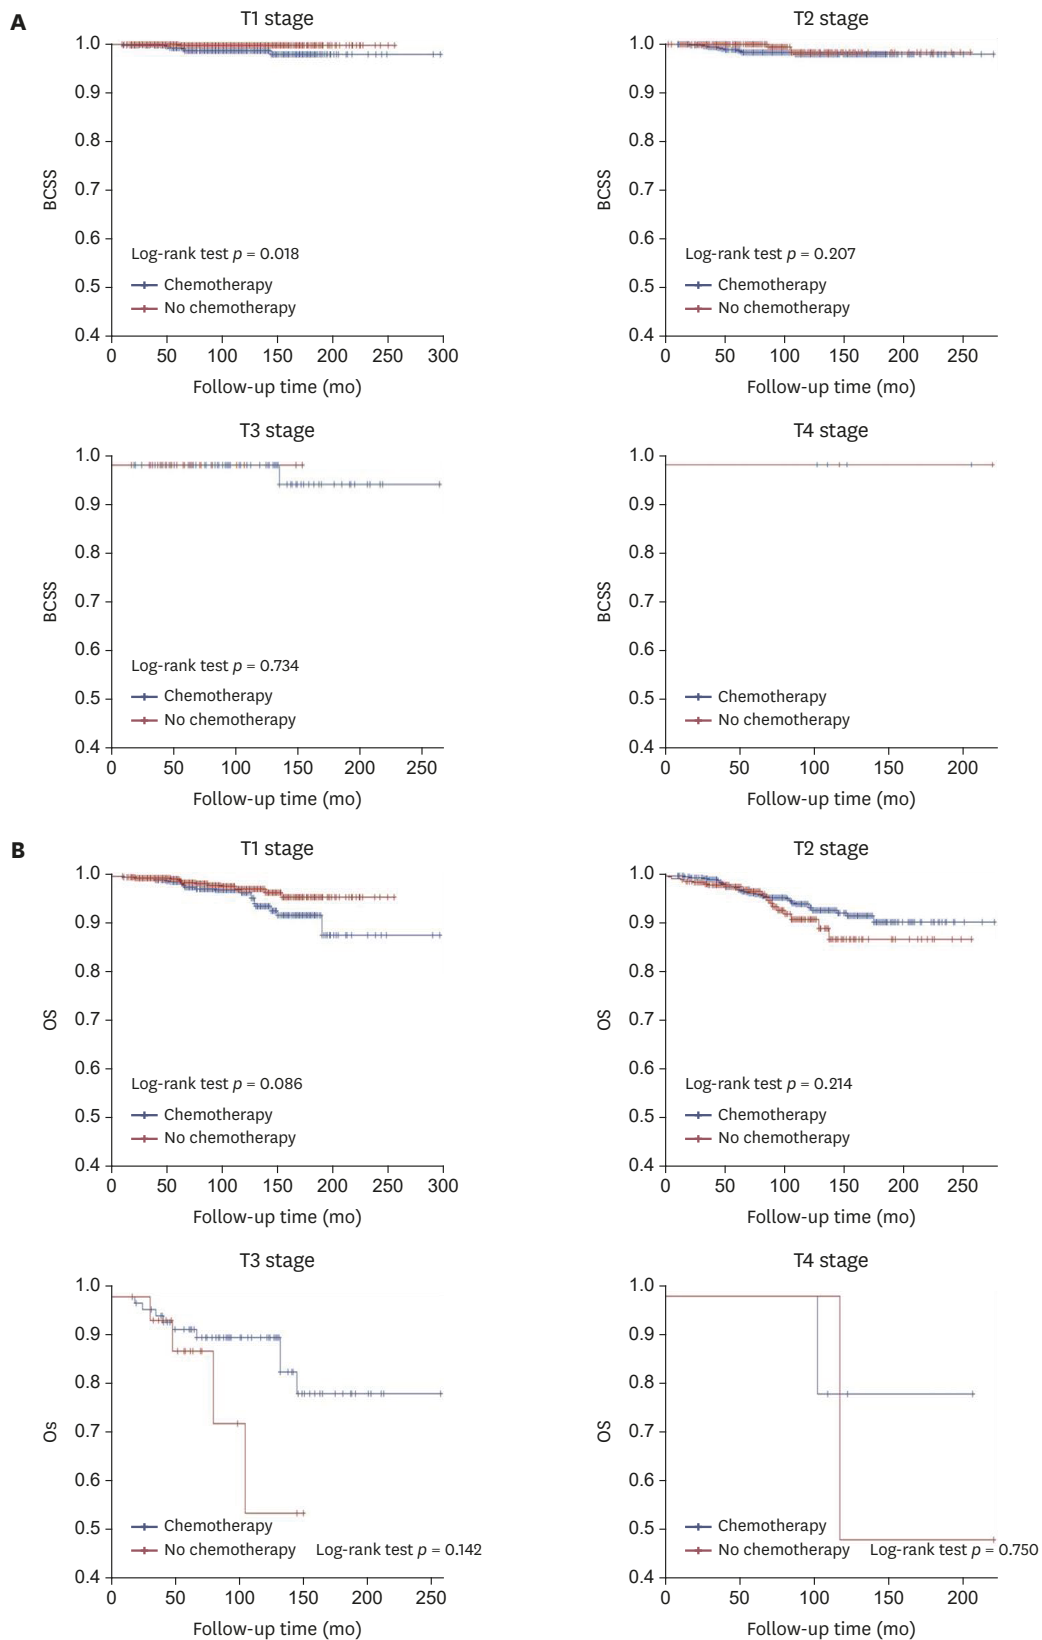 A
T1 stage
T2 stage
1.0
0.9
0.8
0.7
0.6
0.5
0.4
BCSS
Log-rank test p = 0.018
Chemotherapy
No chemotherapy
0 50 100 150 200 250 300
Follow-up time (mo)
1.0
0.9
0.8
0.7
0.6
0.5
0.4
BCSS
Log-rank test p = 0.207
Chemotherapy
No chemotherapy
0 50 100 150 200 250
Follow-up time (mo)
T3 stage
1.0
0.9
0.8
0.7
0.6
0.5
0.4
BCSS
Log-rank test p = 0.734
Chemotherapy
No chemotherapy
0 50 100 150 200 250
Follow-up time (mo)
T4 stage
1.0
0.9
0.8
0.7
0.6
0.5
0.4
BCSS
Chemotherapy
No chemotherapy
0 50 100 150 200
Follow-up time (mo)
B
T1 stage
1.0
0.9
0.8
0.7
0.6
0.5
0.4
OS
Log-rank test p = 0.086
Chemotherapy
No chemotherapy
0 50 100 150 200 250 300
Follow-up time (mo)
T2 stage
1.0
0.9
0.8
0.7
0.6
0.5
0.4
OS
Log-rank test p = 0.214
Chemotherapy
No chemotherapy
0 50 100 150 200 250
Follow-up time (mo)
T3 stage
1.0
0.9
0.8
0.7
0.6
0.5
0.4
Os
Chemotherapy
No chemotherapy Log-rank test p = 0.142
0 50 100 150 200 250
Follow-up time (mo)
T4 stage
1.0
0.9
0.8
0.7
0.6
0.5
0.4
OS
Chemotherapy
No chemotherapy Log-rank test p = 0.750
0 50 100 150 200
Follow-up time (mo)